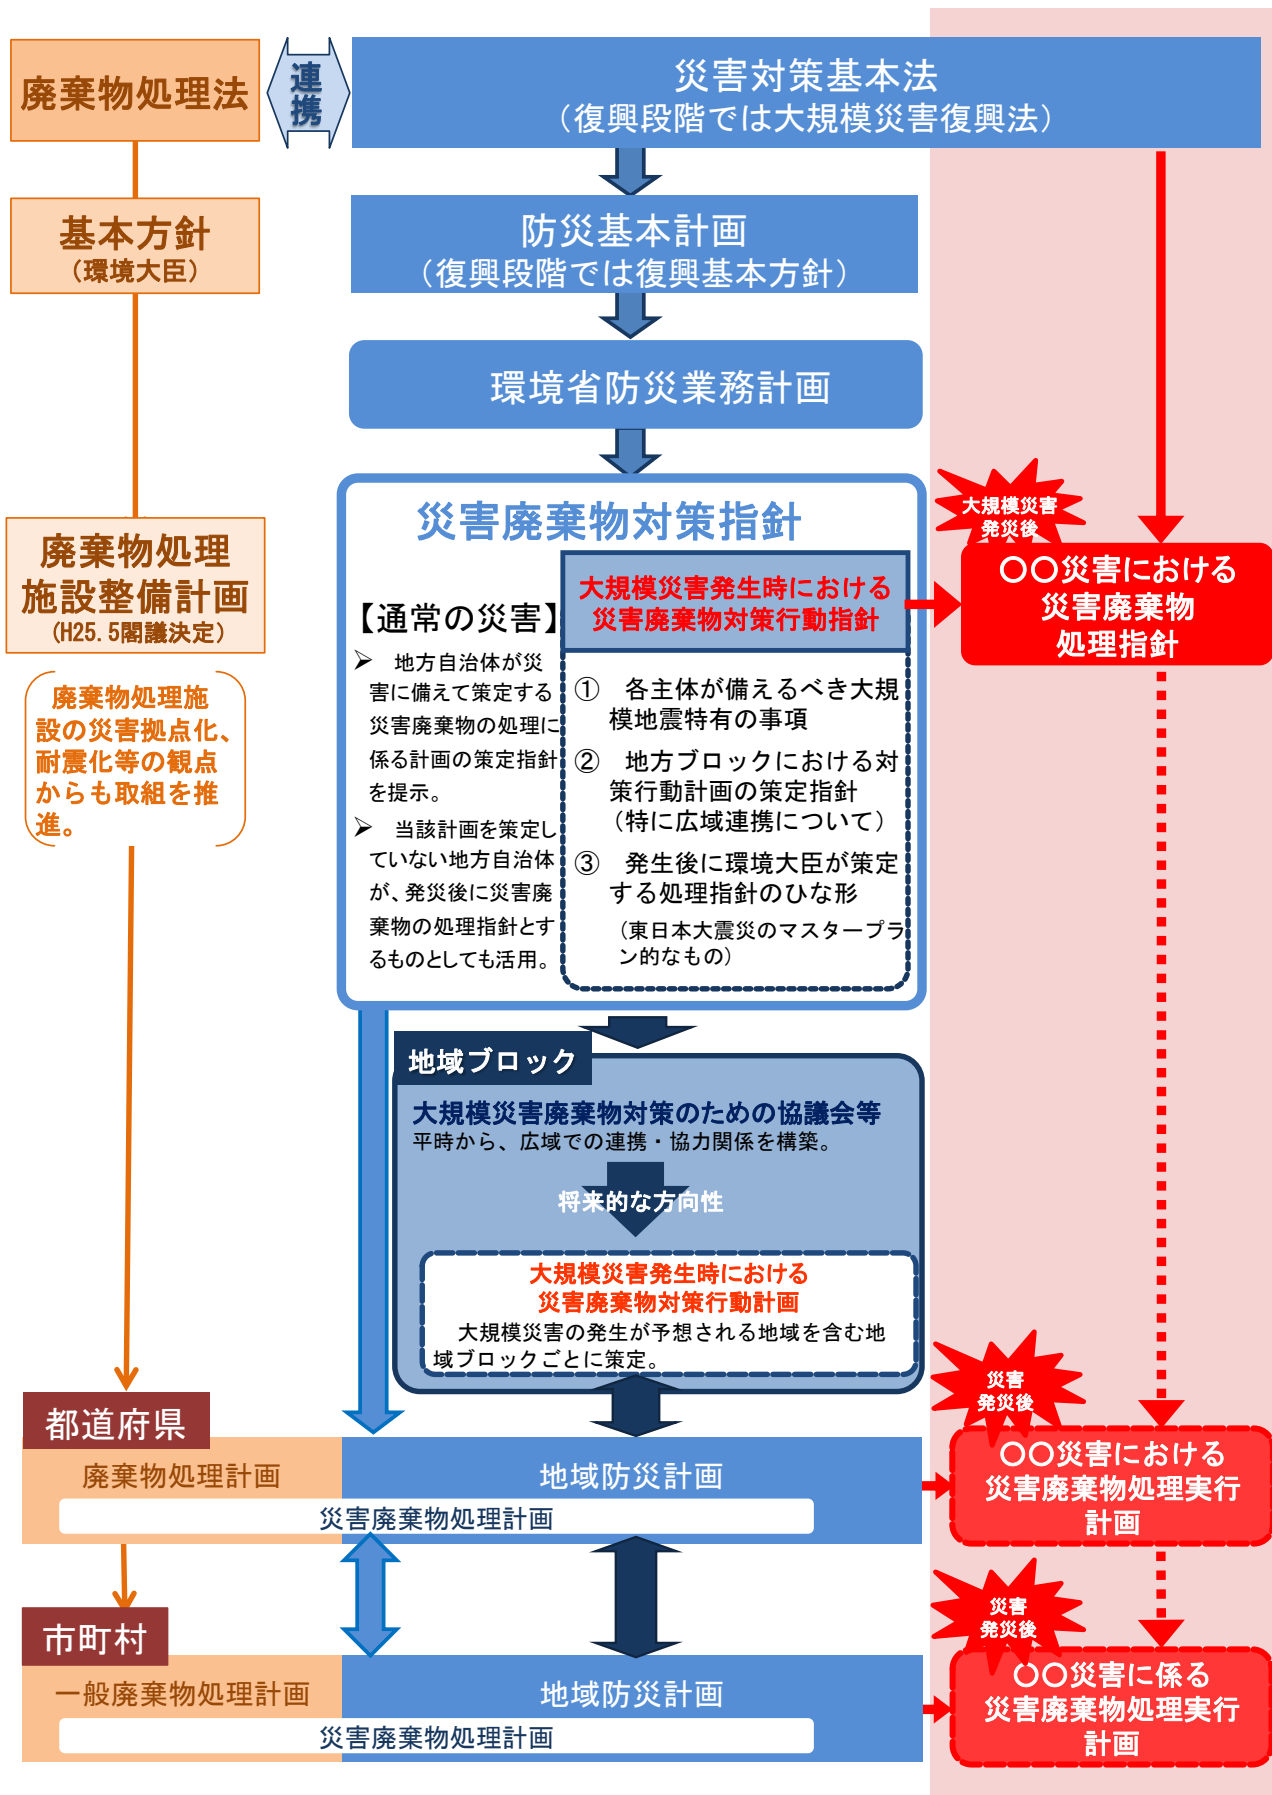 廃棄物処理法
連
携
災害対策基本法
（復興段階では大規模災害復興法）
基本方針
（環境大臣）
防災基本計画
（復興段階では復興基本方針）
環境省防災業務計画
廃棄物処理
施設整備計画
（H25.5閣議決定）
廃棄物処理施
設の災害拠点化、
耐震化等の観点
からも取組を推
進。
災害廃棄物対策指針
【通常の災害】
➢ 地方自治体が災
害に備えて策定する
災害廃棄物の処理に
係る計画の策定指針
を提示。
➢ 当該計画を策定し
ていない地方自治体
が、発災後に災害廃
棄物の処理指針とす
るものとしても活用。
大規模災害発生時における
災害廃棄物対策行動指針
① 各主体が備えるべき大規
模地震特有の事項
② 地方ブロックにおける対
策行動計画の策定指針
（特に広域連携について）
③ 発生後に環境大臣が策定
する処理指針のひな形
（東日本大震災のマスタープラ
ン的なもの）
大規模災害
発災後
〇〇災害における
災害廃棄物
処理指針
地域ブロック
大規模災害廃棄物対策のための協議会等
平時から、広域での連携・協力関係を構築。
将来的な方向性
大規模災害発生時における
災害廃棄物対策行動計画
大規模災害の発生が予想される地域を含む地
域ブロックごとに策定。
都道府県
廃棄物処理計画
地域防災計画
災害廃棄物処理計画
災害
発災後
〇〇災害における
災害廃棄物処理実行
計画
市町村
一般廃棄物処理計画
地域防災計画
災害廃棄物処理計画
災害
発災後
〇〇災害に係る
災害廃棄物処理実行
計画